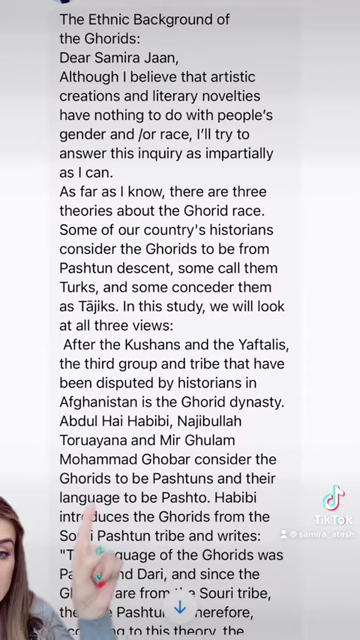 The Ethnic Background of
the Ghorids:
Dear Samira Jaan,
Although I believe that artistic
creations and literary novelties
have nothing to do with people's
gender and /or race, I'll try to
answer this inquiry as impartially
as I can.
As far as I know, there are three
theories about the Ghorid race.
Some of our country's historians
consider the Ghorids to be from
Pashtun descent, some call them
Turks, and some conceder them
as Tājiks. In this study, we will look
at all three views:
After the Kushans and the Yaftalis,
the third group and tribe that have
been disputed by historians in
Afghanistan is the Ghorid dynasty.
Abdul Hai Habibi, Najibullah
Toruayana and Mir Ghulam
Mohammad Ghobar consider the
Ghorids to be Pashtuns and their
language to be Pashto. Habibi
introduces the Ghorids from the
Pashtun tribe and writes:
of the Ghorids was
and Dari, and since the
are from the Souri tribe,
to this theory, the
TikTok
@samira_atash